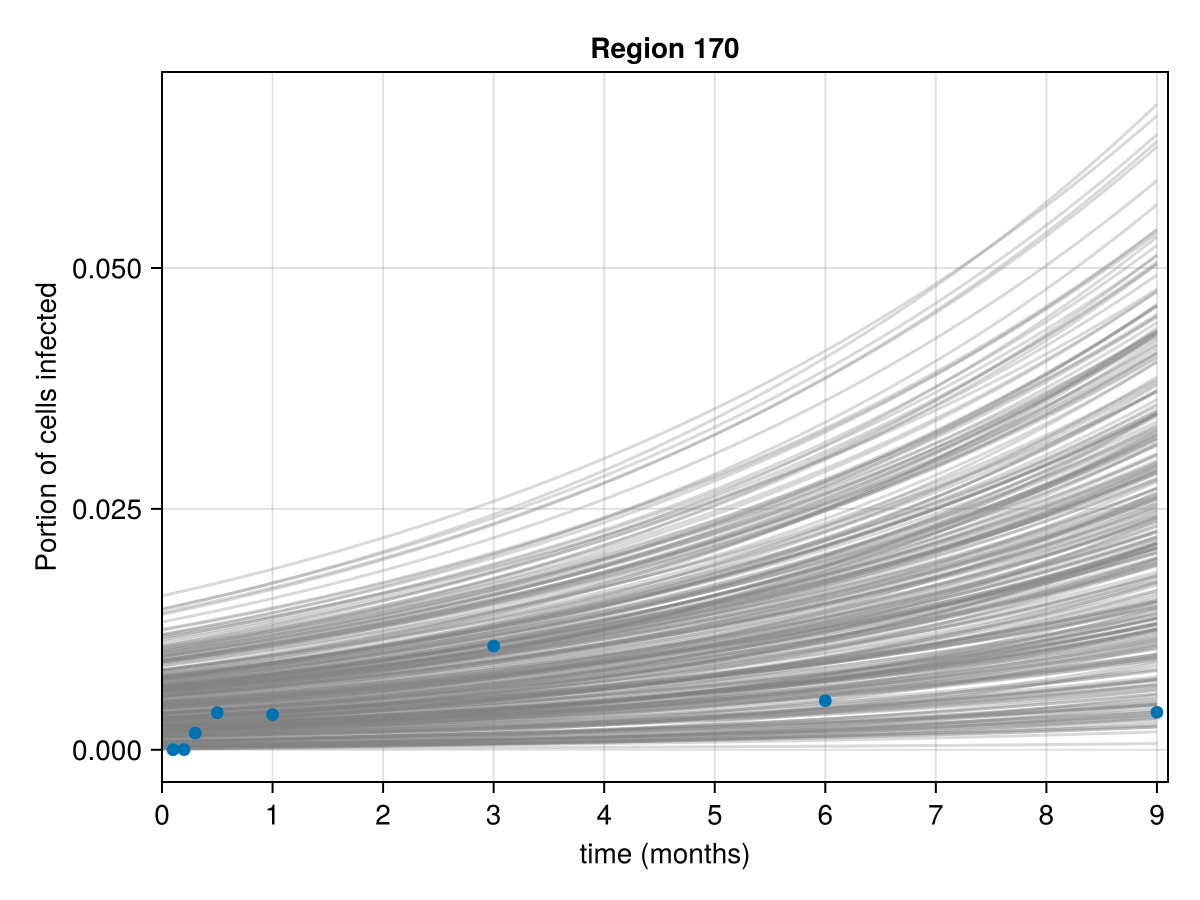 Region 170
Portion of cells infected
0.050
0.025
0.000
0 1 2 3 4 5 6 7 8 9
time (months)